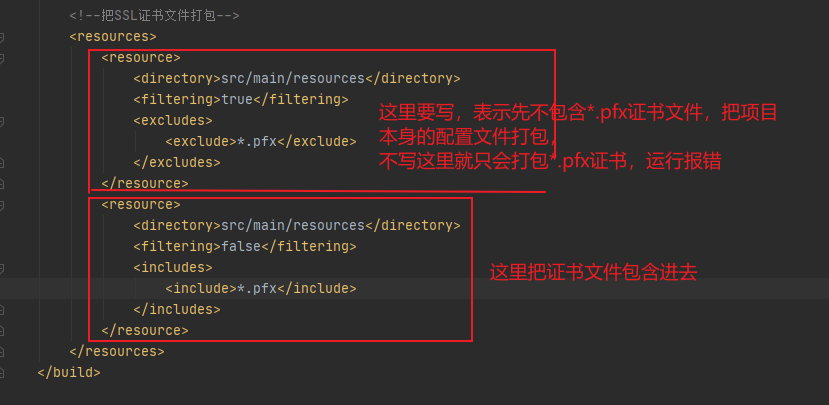 <!--把SSL证书文件打包-->
<resources>
<resource>
<directory>src/main/resources</directory>
<filtering>true</filtering>
<excludes>
<exclude>*.pfx</exclude>
</excludes>
</resource>
这里要写，表示先不包含*.pfx证书文件，把项目
本身的配置文件打包，
不写这里就只会打包*.pfx证书，运行报错
<resource>
<directory>src/main/resources</directory>
<filtering>false</filtering>
<includes>
<include>*.pfx</include>
</includes>
</resource>
这里把证书文件包含进去
</resources>
</build>